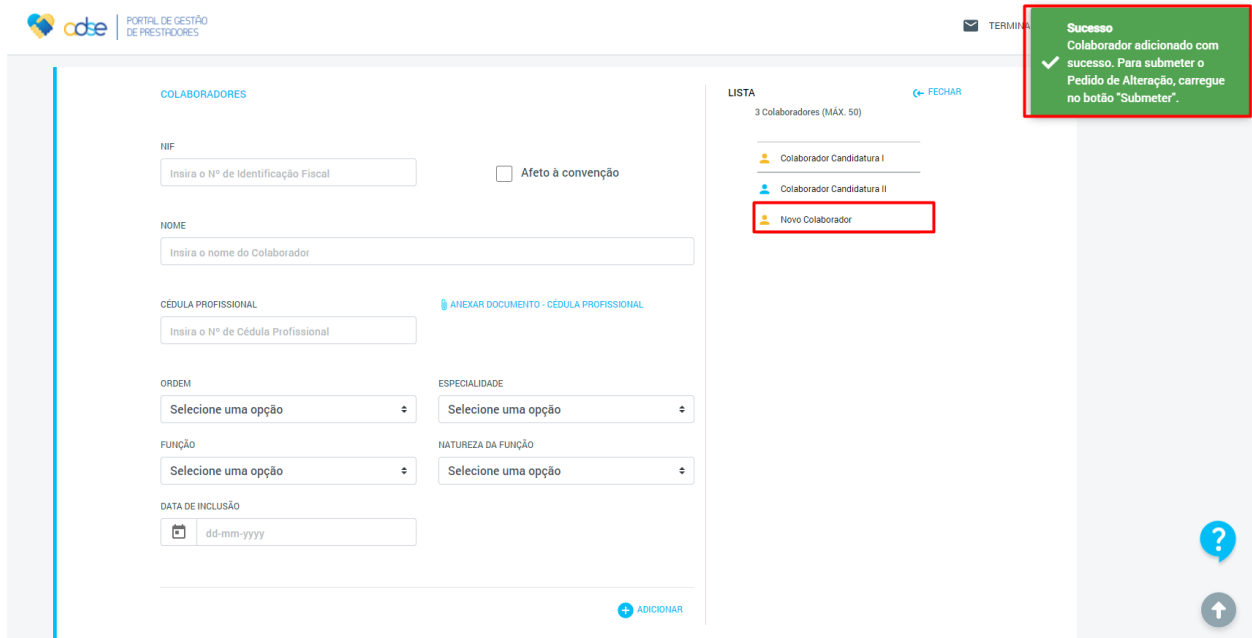 adse
PORTAL DE GESTÃO
DE PRESTADORES
TERMINA
Sucesso
Colaborador adicionado com
sucesso. Para submeter o
Pedido de Alteração, carregue
no botão "Submeter".
COLABORADORES
LISTA
FECHAR
3 Colaboradores (MÁX. 50)
NIF
Insira o Nº de Identificação Fiscal
Afeto à convenção
Colaborador Candidatura I
Colaborador Candidatura II
Novo Colaborador
NOME
Insira o nome do Colaborador
CÉDULA PROFISSIONAL
ANEXAR DOCUMENTO - CÉDULA PROFISSIONAL
Insira o Nº de Cédula Profissional
ORDEM
ESPECIALIDADE
Selecione uma opção
Selecione uma opção
FUNÇÃO
NATUREZA DA FUNÇÃO
Selecione uma opção
Selecione uma opção
DATA DE INCLUSÃO
dd-mm-yyyy
?
ADICIONAR